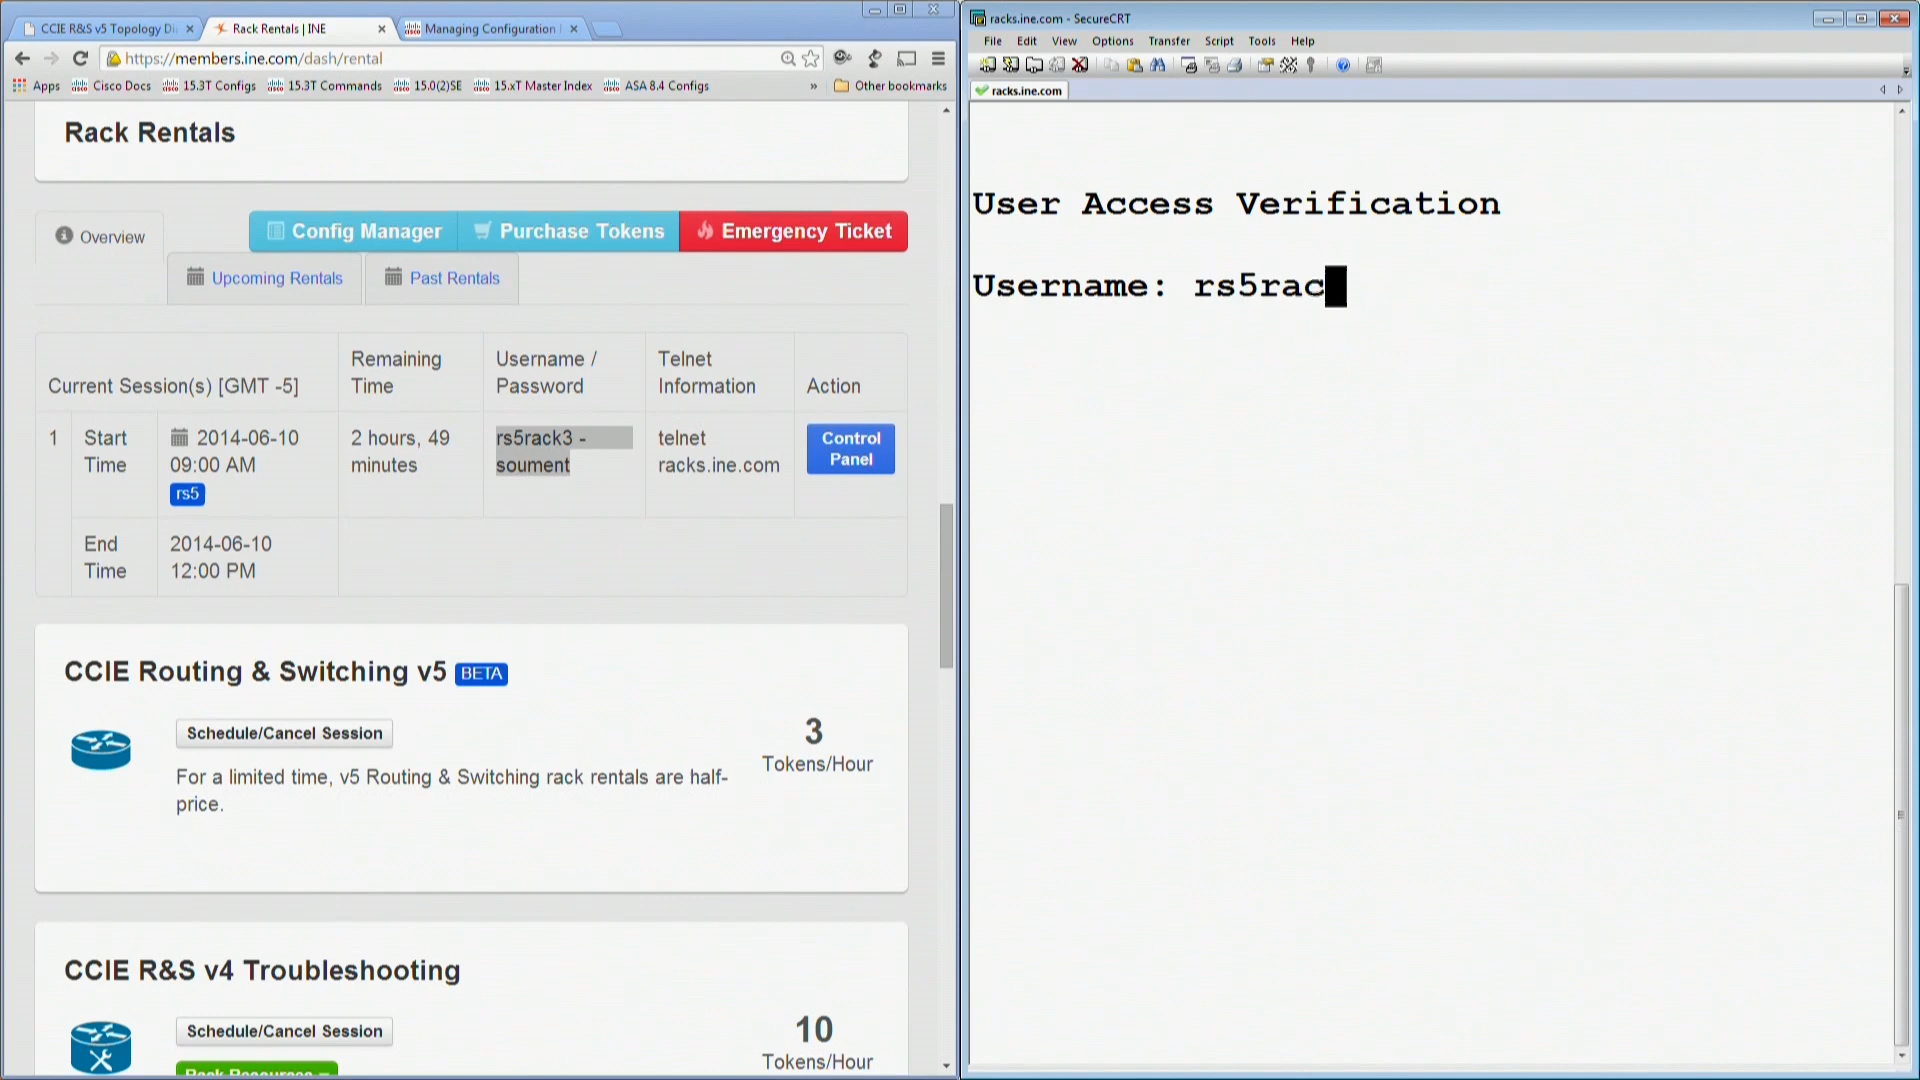 CCIE R&S v5 Topology Di
Rack Rentals | INE
Managing Configuration
https://members.ine.com/dash/rental
Apps
Cisco Docs
15.3T Configs
15.3T Commands
15.0(2)SE
15.xT Master Index
ASA 8.4 Configs
»
Other bookmarks
Rack Rentals
Overview
Config Manager
Purchase Tokens
Emergency Ticket
Upcoming Rentals
Past Rentals
Current Session(s) [GMT -5]
Remaining
Time
Username /
Password
Telnet
Information
Action
1
Start
Time
2014-06-10
09:00 AM
rs5
2 hours, 49
minutes
rs5rack3 -
soument
telnet
racks.ine.com
Control
Panel
End
Time
2014-06-10
12:00 PM
CCIE Routing & Switching v5 BETA
Schedule/Cancel Session
For a limited time, v5 Routing & Switching rack rentals are half-
price.
3
Tokens/Hour
CCIE R&S v4 Troubleshooting
Schedule/Cancel Session
Rack Resources
10
Tokens/Hour
racks.ine.com - SecureCRT
File Edit View Options Transfer Script Tools Help
racks.ine.com
User Access Verification
Username: rs5rac